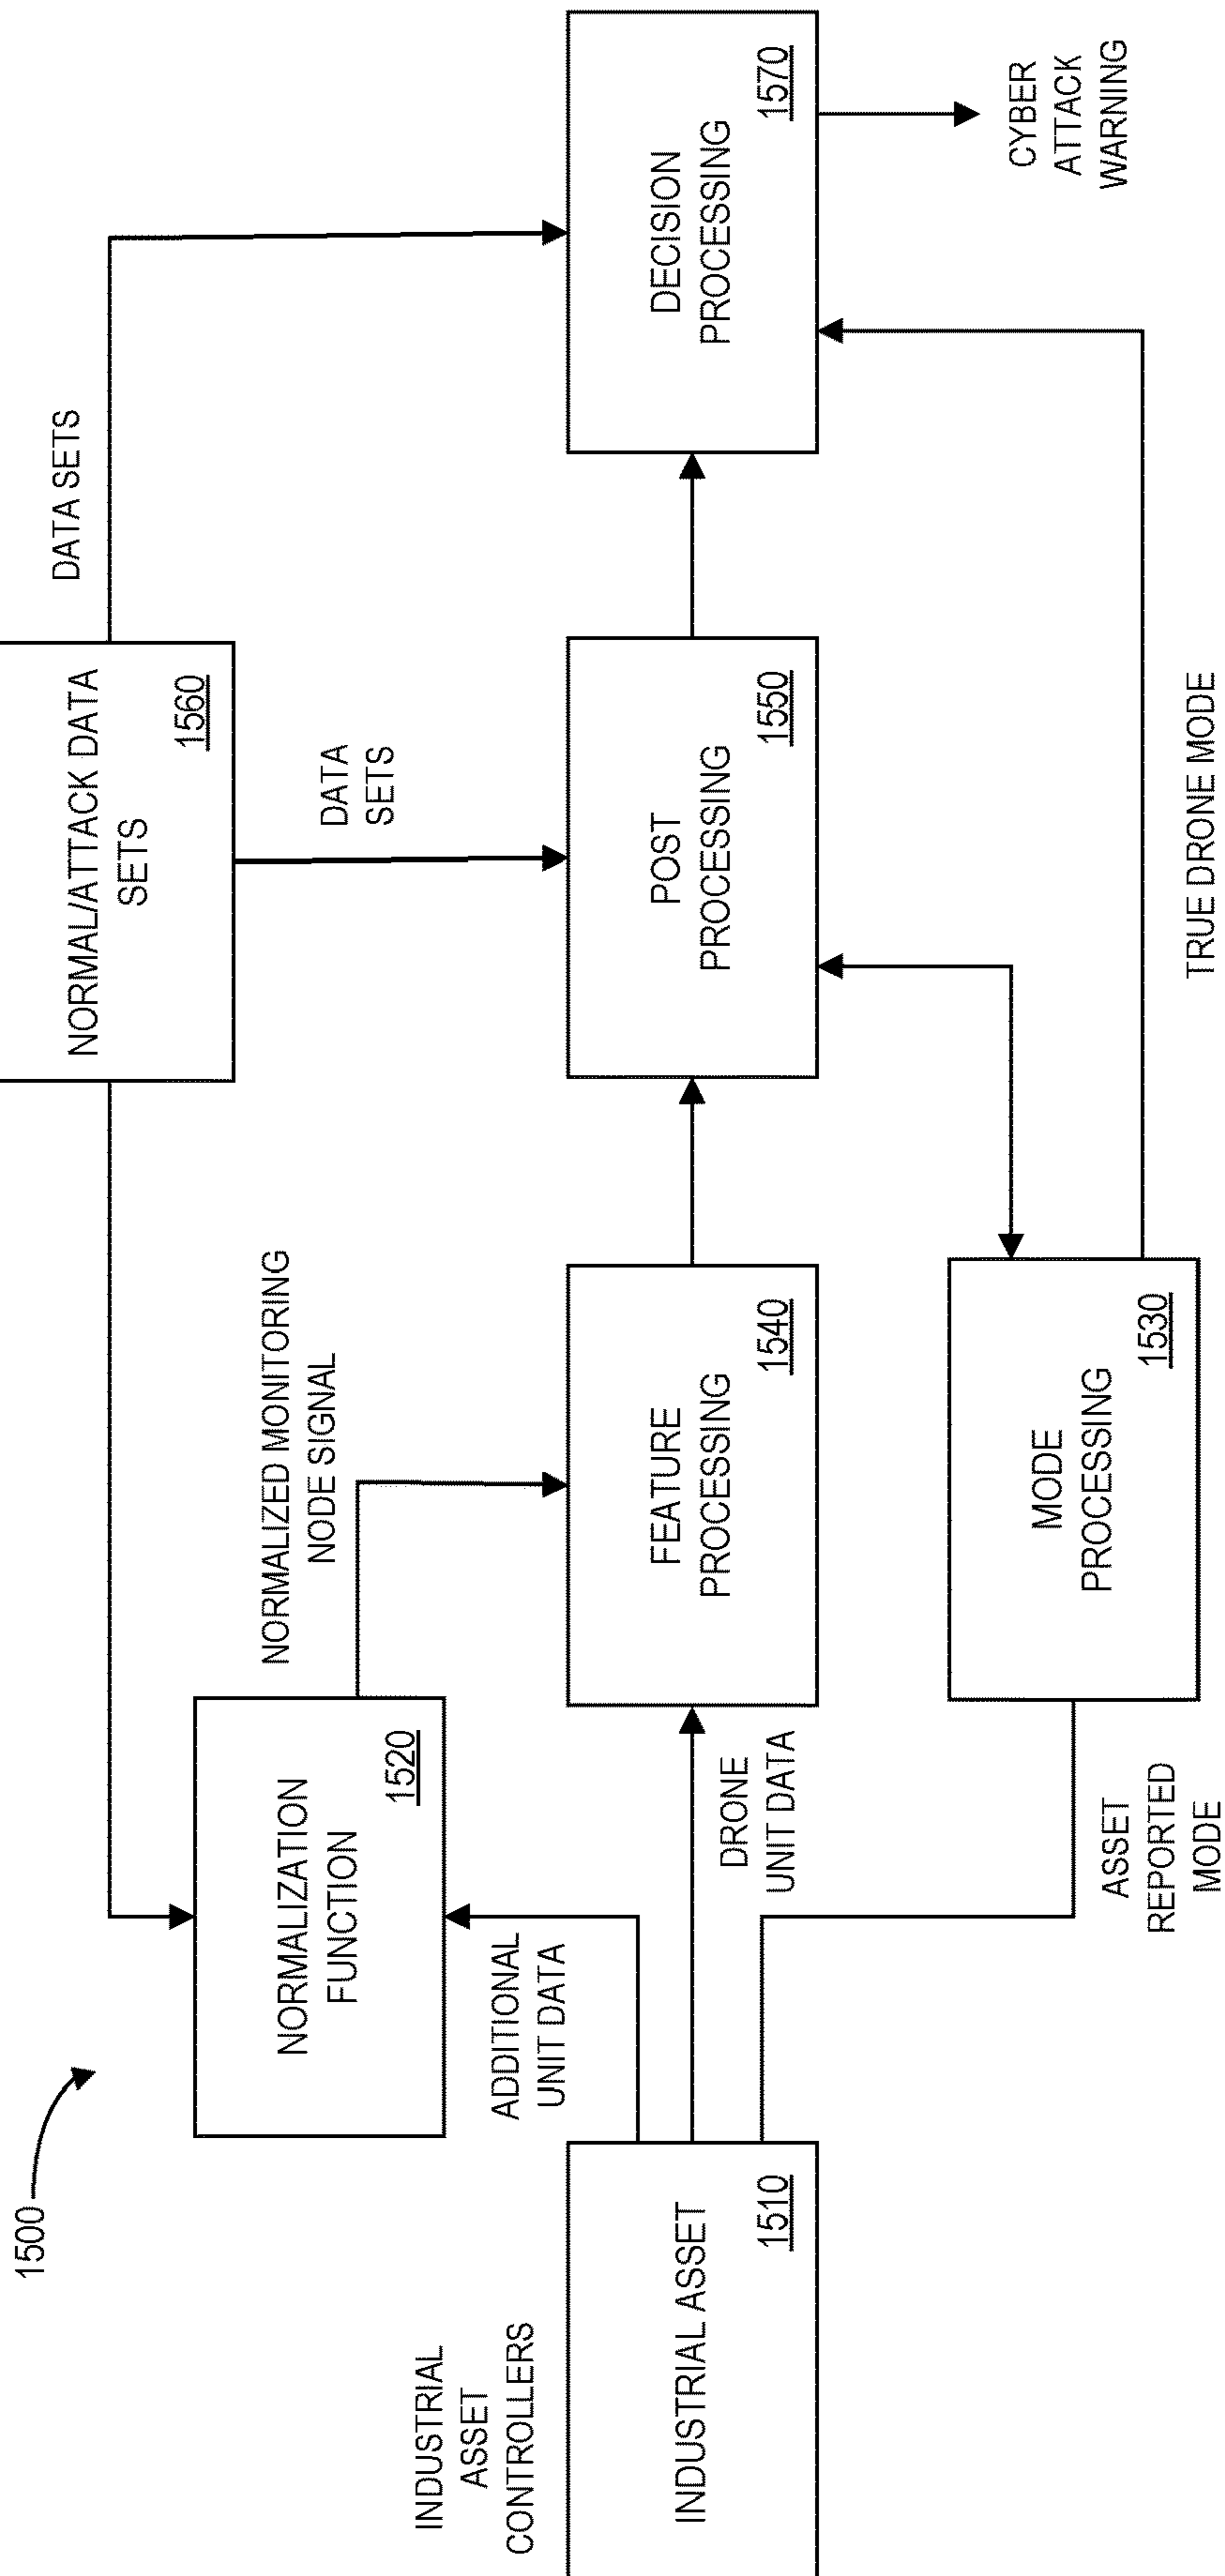 1500
NORMAL/ATTACK DATA
SETS
1560
DATA SETS
DATA
SETS
NORMALIZATION
FUNCTION
1520
NORMALIZED MONITORING
NODE SIGNAL
INDUSTRIAL
ASSET
CONTROLLERS
ADDITIONAL
UNIT DATA
INDUSTRIAL ASSET
1510
DRONE
UNIT DATA
FEATURE
PROCESSING
1540
POST
PROCESSING
1550
DECISION
PROCESSING
1570
CYBER
ATTACK
WARNING
ASSET
REPORTED
MODE
MODE
PROCESSING
1530
TRUE DRONE MODE